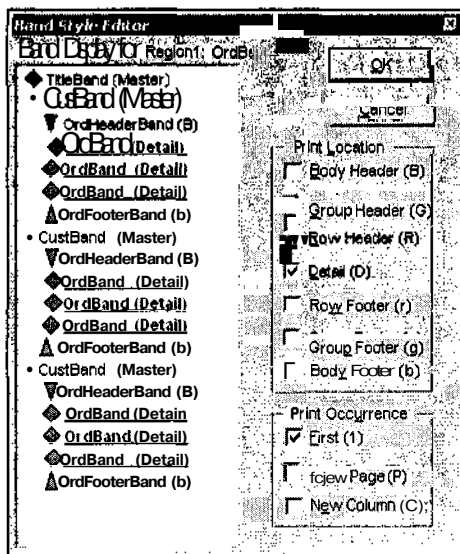 Band Style Editor
Band Display for Region1: OrdB
TitleBand (Master)
• CustBand (Master)
OrdHeaderBand (B)
OrdBand (Detail)
OrdBand (Detail)
OrdBand (Detail)
OrdFooterBand (b)
• CustBand (Master)
OrdHeaderBand (B)
OrdBand (Detail)
OrdBand (Detail)
OrdBand (Detail)
OrdFooterBand (b)
• CustBand (Master)
OrdHeaderBand (B)
OrdBand (Detain
OrdBand (Detail)
OrdBand (Detail)
OrdFooterBand (b)
OK
Cancel
Print Location
Body Header (B)
Group Header (G)
Row Header (R)
Detail (D)
Row Footer (r)
Group Footer (g)
Body Footer (b)
Print Occurrence
First (1)
fcjew Page (P)
New Column (C)